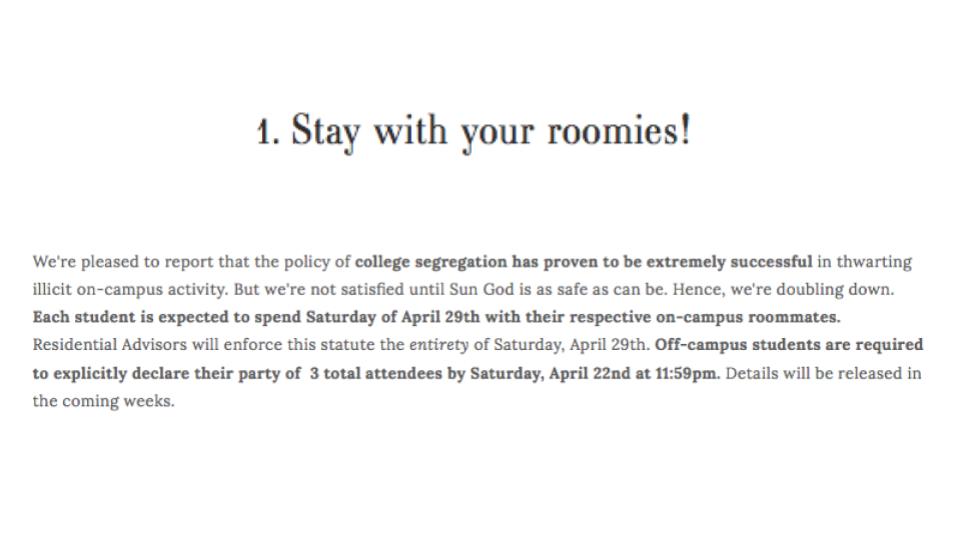 1. Stay with your roomies!
We're pleased to report that the policy of college segregation has proven to be extremely successful in thwarting
illicit on-campus activity. But we're not satisfied until Sun God is as safe as can be. Hence, we're doubling down.
Each student is expected to spend Saturday of April 29th with their respective on-campus roommates.
Residential Advisors will enforce this statute the entirety of Saturday, April 29th. Off-campus students are required
to explicitly declare their party of  3 total attendees by Saturday, April 22nd at 11:59pm. Details will be released in
the coming weeks.